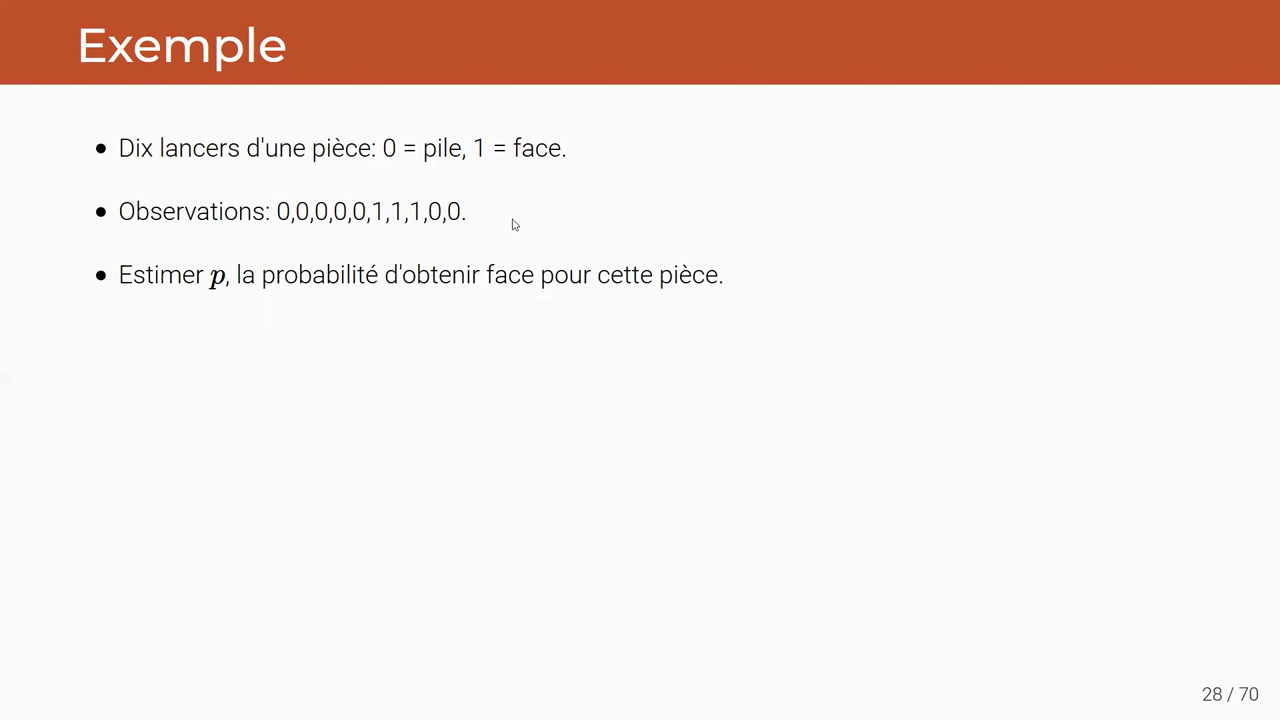 Exemple
• Dix lancers d'une pièce: 0 = pile, 1 = face.
• Observations: 0,0,0,0,0,1,1,1,0,0.
• Estimer p, la probabilité d'obtenir face pour cette pièce.
28 / 70